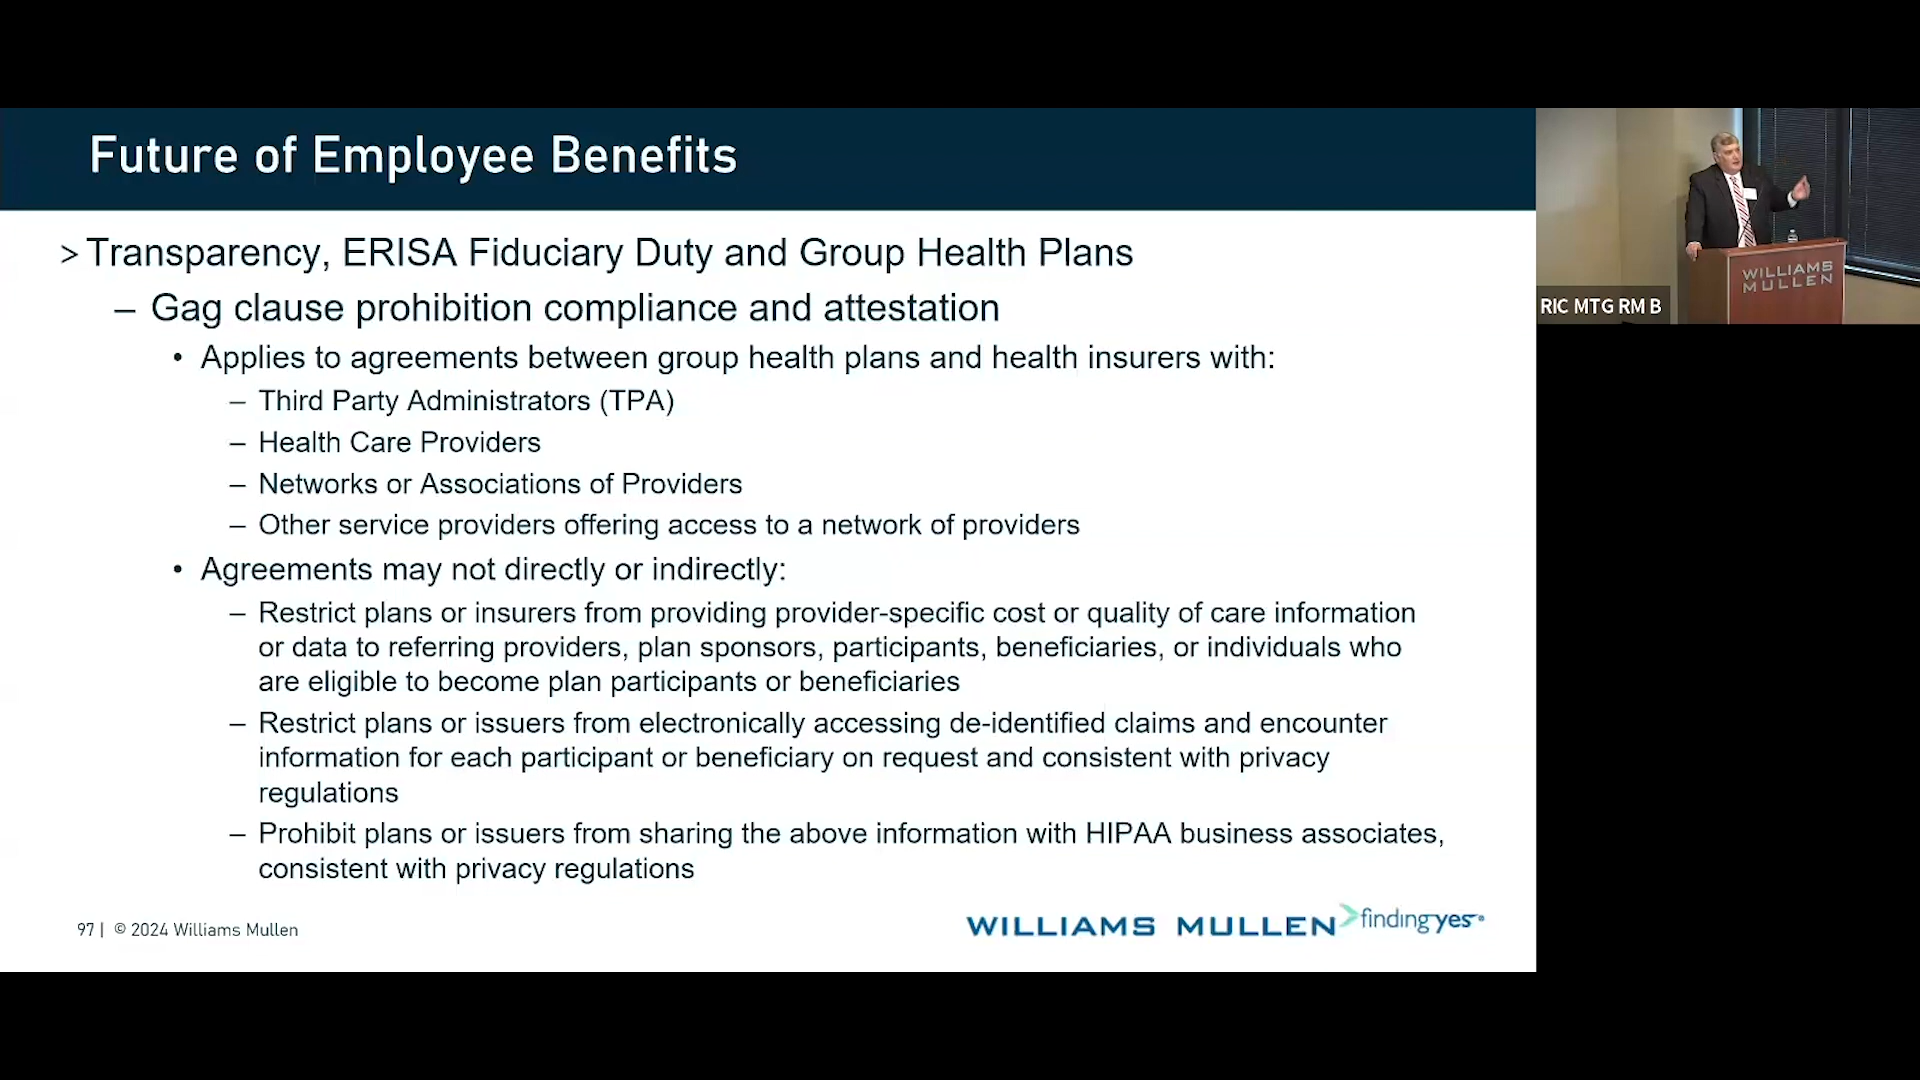 Future of Employee Benefits
> Transparency, ERISA Fiduciary Duty and Group Health Plans
– Gag clause prohibition compliance and attestation
• Applies to agreements between group health plans and health insurers with:
– Third Party Administrators (TPA)
– Health Care Providers
– Networks or Associations of Providers
– Other service providers offering access to a network of providers
• Agreements may not directly or indirectly:
– Restrict plans or insurers from providing provider-specific cost or quality of care information
or data to referring providers, plan sponsors, participants, beneficiaries, or individuals who
are eligible to become plan participants or beneficiaries
– Restrict plans or issuers from electronically accessing de-identified claims and encounter
information for each participant or beneficiary on request and consistent with privacy
regulations
– Prohibit plans or issuers from sharing the above information with HIPAA business associates,
consistent with privacy regulations
97 | © 2024 Williams Mullen
WILLIAMS MULLEN findingyes
WILLIAMS
MULLEN
RIC MTG RM B